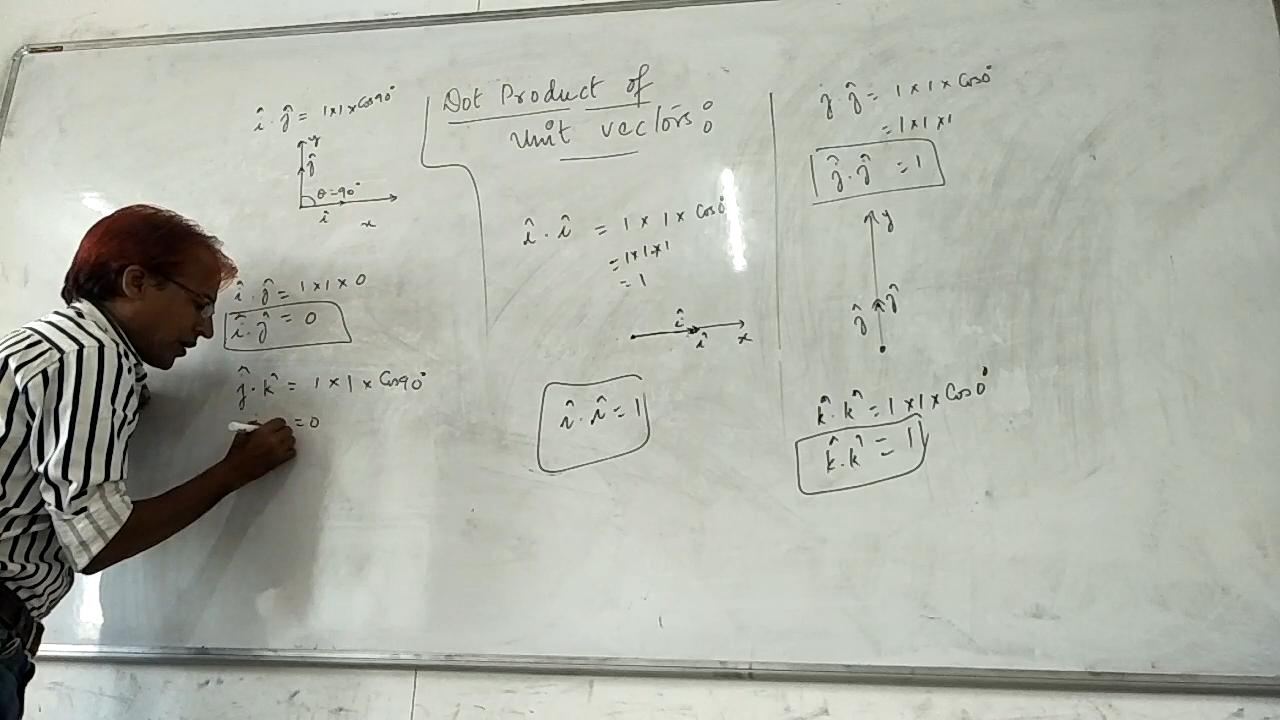 Dot Product of
Unit vectors:
î . ĵ = 1×1×Cos90°
y
ĵ
θ=90°
î
x
î . ĵ = 1×1×0
î . ĵ = 0
ĵ . k̂ = 1×1×Cos90°
= 0
î . î = 1 × 1 × Cos0°
= 1×1×1
= 1
î
î
x
î . î = 1
ĵ . ĵ = 1×1×Cos0°
= 1×1×1
ĵ . ĵ = 1
y
ĵ
ĵ
k̂ . k̂ = 1×1×Cos0°
k̂ . k̂ = 1